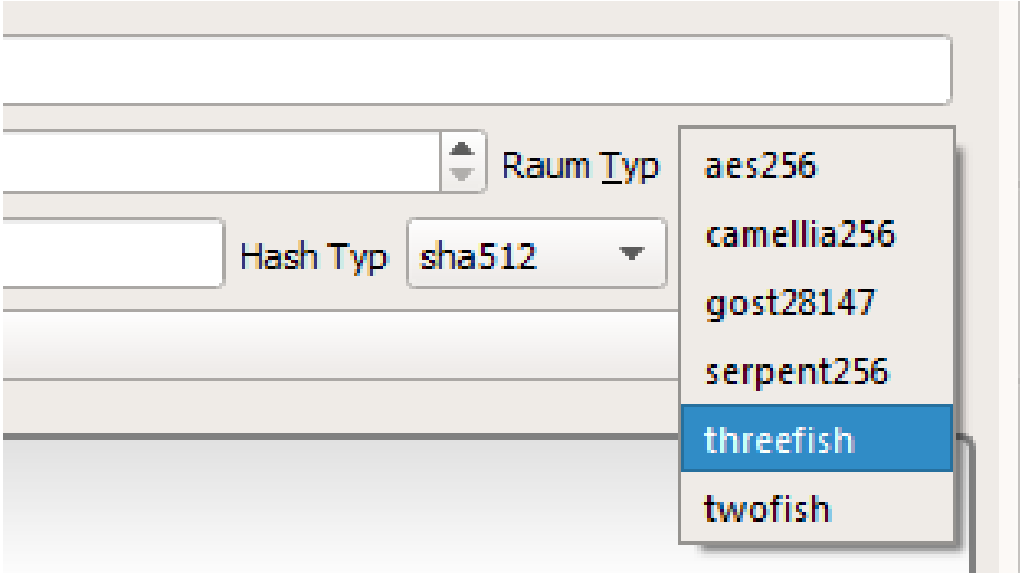 Raum Typ
aes256
camellia256
Hash Typ sha512
gost28147
serpent256
threefish
twofish